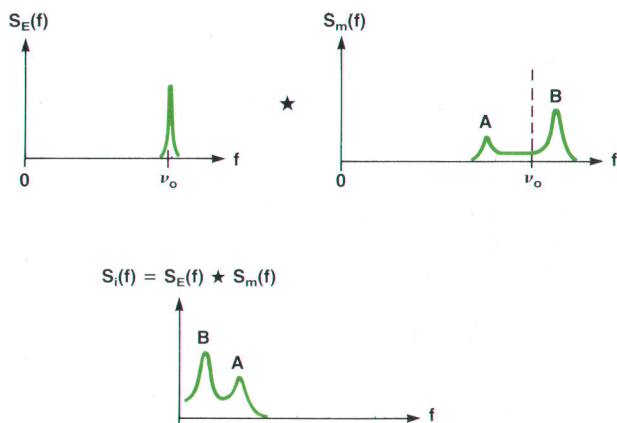 S_E(f)
f
0
ν_o
★
S_m(f)
A
B
f
0
ν_o
S_i(f) = S_E(f) ★ S_m(f)
B
A
f